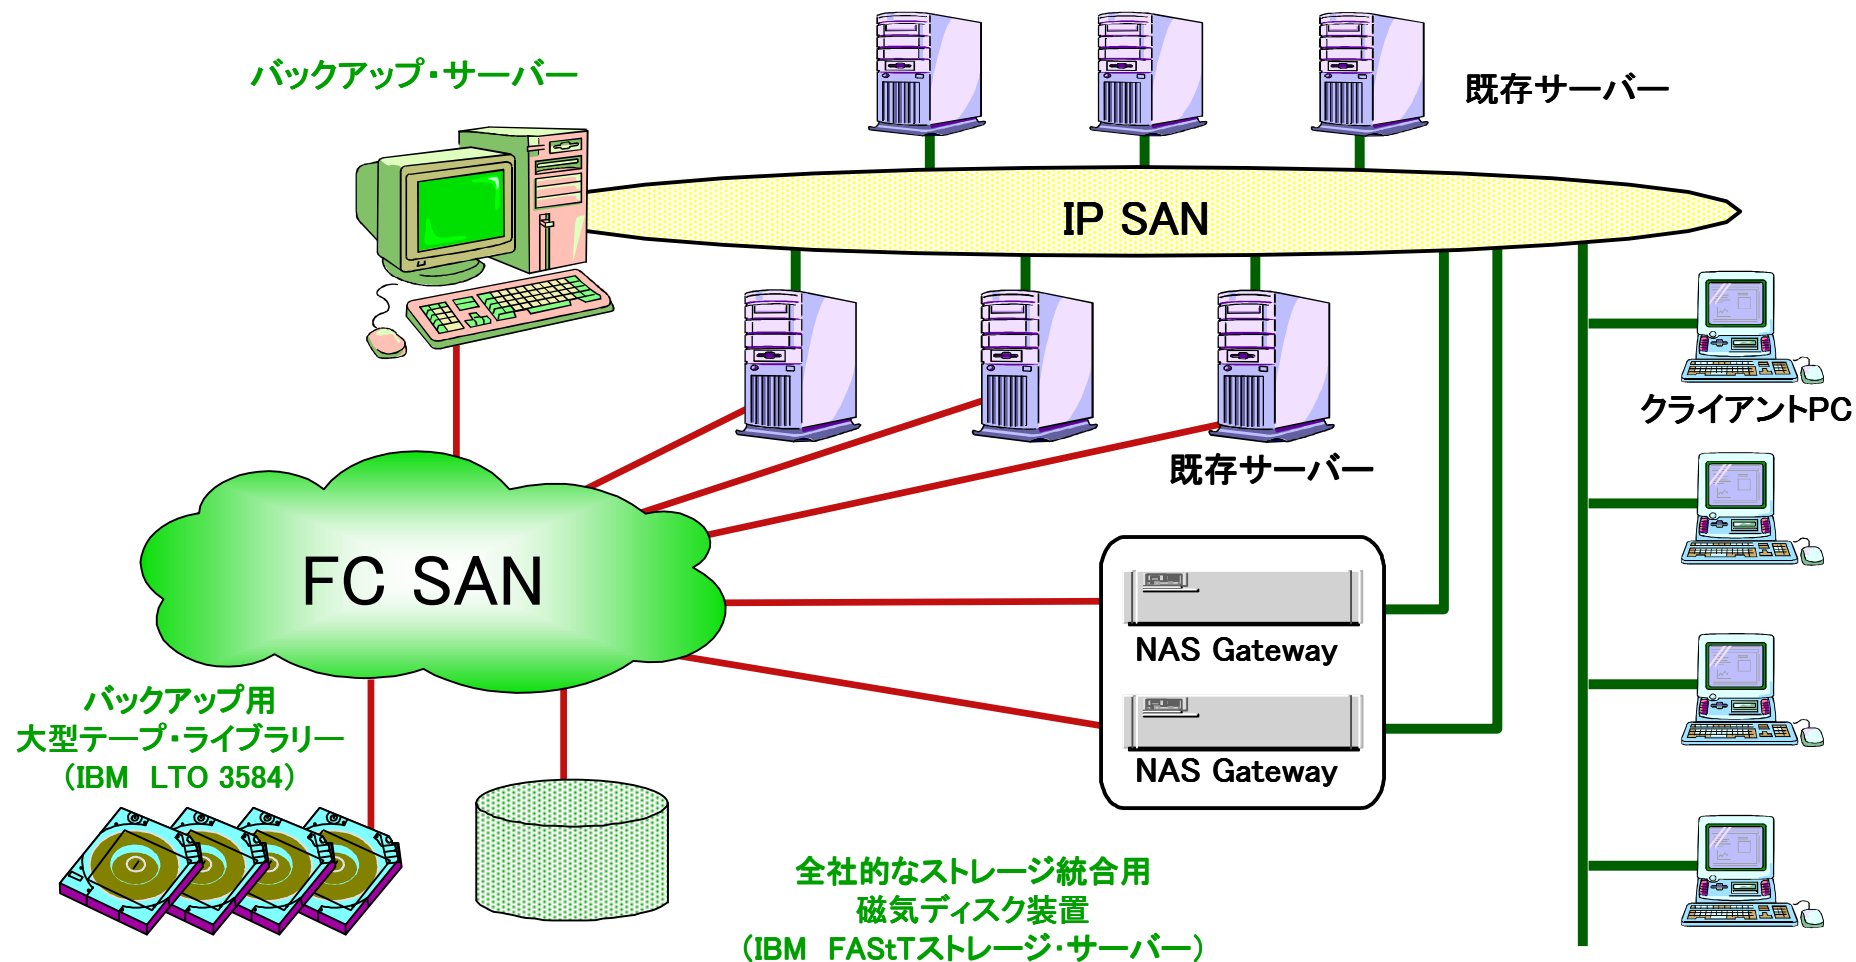 バックアップ・サーバー
既存サーバー
IP SAN
クライアントPC
既存サーバー
FC SAN
NAS Gateway
NAS Gateway
バックアップ用
大型テープ・ライブラリー
(IBM LTO 3584)
全社的なストレージ統合用
磁気ディスク装置
(IBM FAStTストレージ・サーバー)